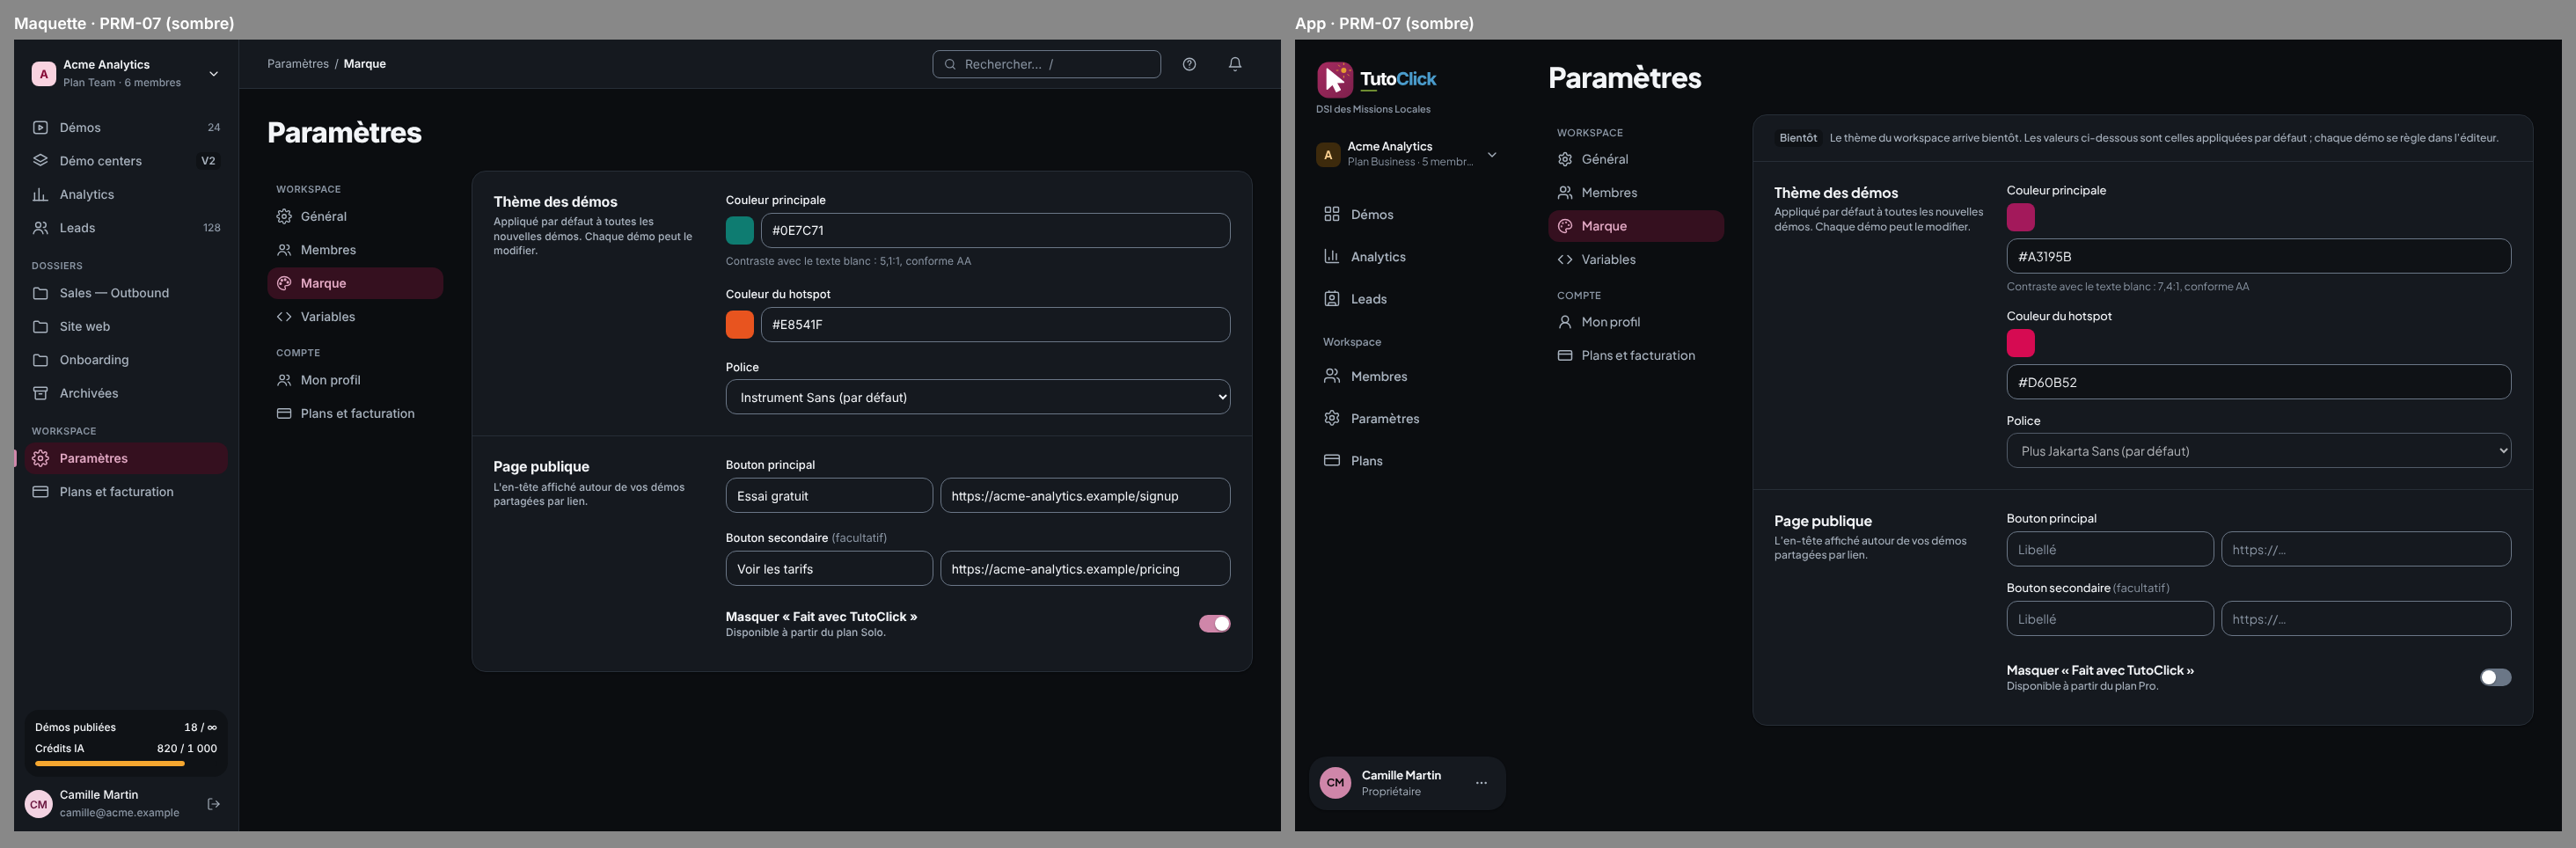 Maquette · PRM-07 (sombre)
A
Acme Analytics
Plan Team · 6 membres
Démos 24
Démo centers V2
Analytics
Leads 128
DOSSIERS
Sales — Outbound
Site web
Onboarding
Archivées
WORKSPACE
Paramètres
Plans et facturation
Démos publiées 18 / ∞
Crédits IA 820 / 1 000
CM
Camille Martin
camille@acme.example
Paramètres / Marque
Rechercher... /
Paramètres
WORKSPACE
Général
Membres
Marque
Variables
COMPTE
Mon profil
Plans et facturation
Thème des démos
Appliqué par défaut à toutes les
nouvelles démos. Chaque démo peut le
modifier.
Couleur principale
#0E7C71
Contraste avec le texte blanc : 5,1:1, conforme AA
Couleur du hotspot
#E8541F
Police
Instrument Sans (par défaut)
Page publique
L'en-tête affiché autour de vos démos
partagées par lien.
Bouton principal
Essai gratuit
https://acme-analytics.example/signup
Bouton secondaire (facultatif)
Voir les tarifs
https://acme-analytics.example/pricing
Masquer « Fait avec TutoClick »
Disponible à partir du plan Solo.
App · PRM-07 (sombre)
TutoClick
DSI des Missions Locales
A
Acme Analytics
Plan Business · 5 membr...
Démos
Analytics
Leads
Workspace
Membres
Paramètres
Plans
CM
Camille Martin
Propriétaire
Paramètres
WORKSPACE
Général
Membres
Marque
Variables
COMPTE
Mon profil
Plans et facturation
Bientôt Le thème du workspace arrive bientôt. Les valeurs ci-dessous sont celles appliquées par défaut ; chaque démo se règle dans l'éditeur.
Thème des démos
Appliqué par défaut à toutes les nouvelles
démos. Chaque démo peut le modifier.
Couleur principale
#A3195B
Contraste avec le texte blanc : 7,4:1, conforme AA
Couleur du hotspot
#D60B52
Police
Plus Jakarta Sans (par défaut)
Page publique
L'en-tête affiché autour de vos démos
partagées par lien.
Bouton principal
Libellé
https://...
Bouton secondaire (facultatif)
Libellé
https://...
Masquer « Fait avec TutoClick »
Disponible à partir du plan Pro.